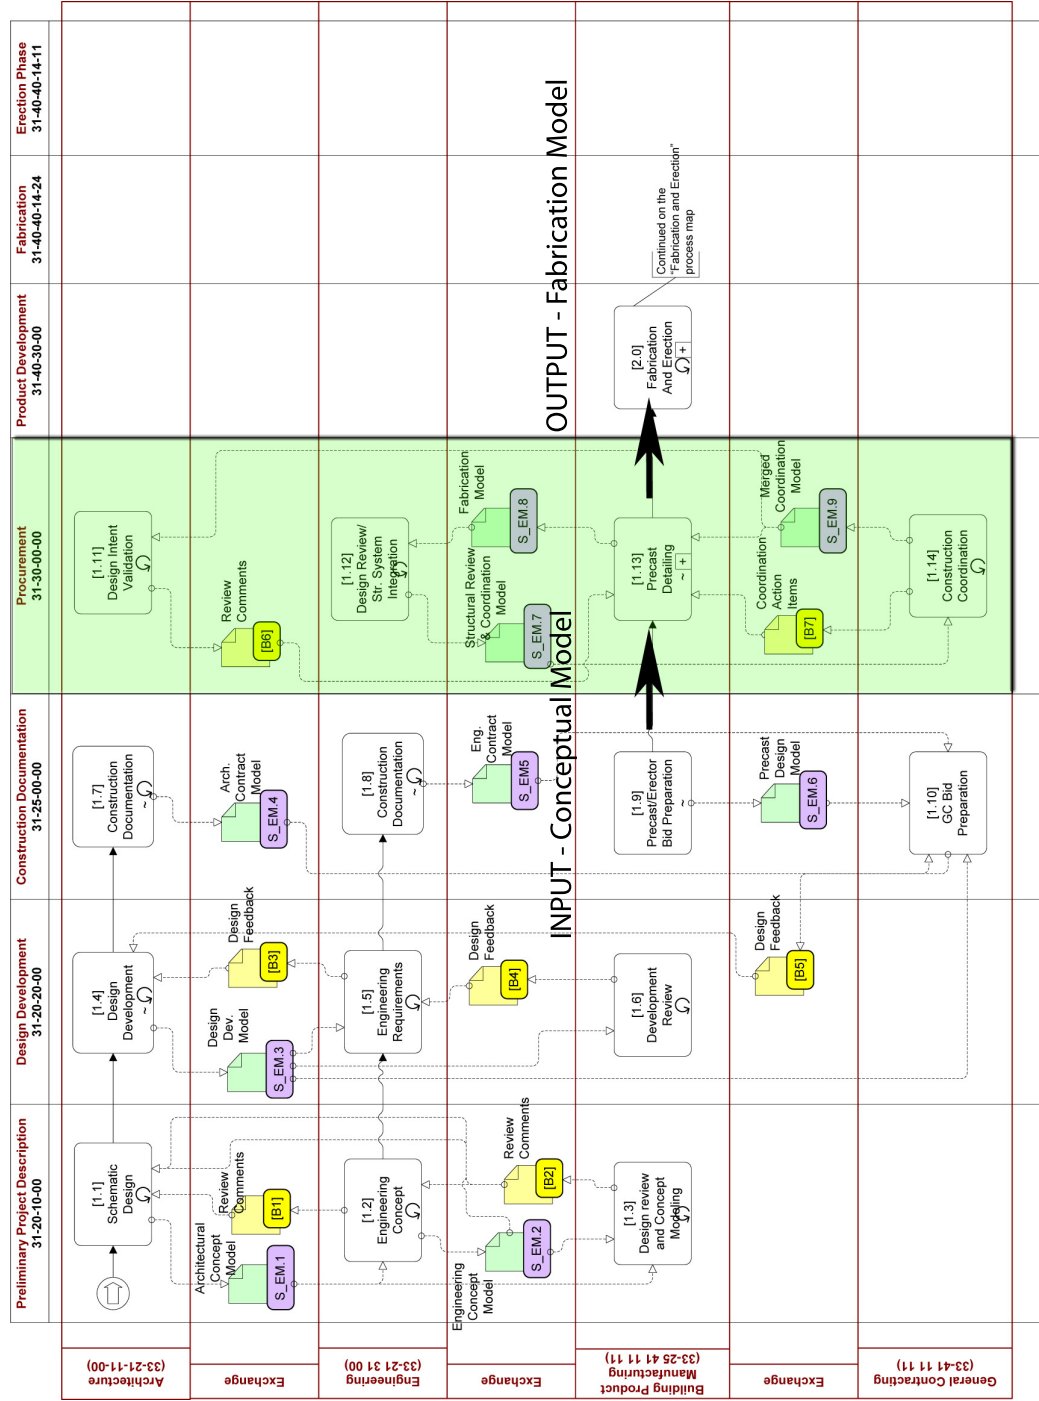 Preliminary Project Description
31-20-10-00
Design Development
31-20-20-00
Construction Documentation
31-25-00-00
Procurement
31-30-00-00
Product Development
31-40-30-00
Fabrication
31-40-40-14-24
Erection Phase
31-40-40-14-11
Architecture
(33-21-11-00)
[1.1]
Schematic
Design
[1.4]
Design
Development
~
[1.7]
Construction
Documentation
~
[1.11]
Design Intent
Validation
Exchange
Architectural
Concept
Model
S_EM.1
Review
Comments
[B1]
Design
Dev.
Model
S_EM.3
Design
Feedback
[B3]
Arch.
Contract
Model
S_EM.4
Review
Comments
[B6]
Engineering
(33-21 31 00)
[1.2]
Engineering
Concept
[1.5]
Engineering
Requirements
[1.8]
Construction
Documentation
~
[1.12]
Design Review/
Str. System
Integration
Exchange
Engineering
Concept
Model
S_EM.2
Review
Comments
[B2]
Design
Feedback
[B4]
Eng.
Contract
Model
S_EM5
Structural Review
& Coordination
Model
S_EM.7
Fabrication
Model
S_EM.8
INPUT - Conceptual Model
OUTPUT - Fabrication Model
Building Product
Manufacturing
(33-25 41 11 11)
[1.3]
Design review
and Concept
Modeling
[1.6]
Development
Review
[1.9]
Precast/Erector
Bid Preparation
~
[1.13]
Precast
Detailing
~ +
[2.0]
Fabrication
And Erection
+
Continued on the
"Fabrication and Erection"
process map
Exchange
Design
Feedback
[B5]
Precast
Design
Model
S_EM.6
Coordination
Action
Items
[B7]
Merged
Coordination
Model
S_EM.9
General Contracting
(33-41 11 11)
[1.10]
GC Bid
Preparation
[1.14]
Construction
Coordination